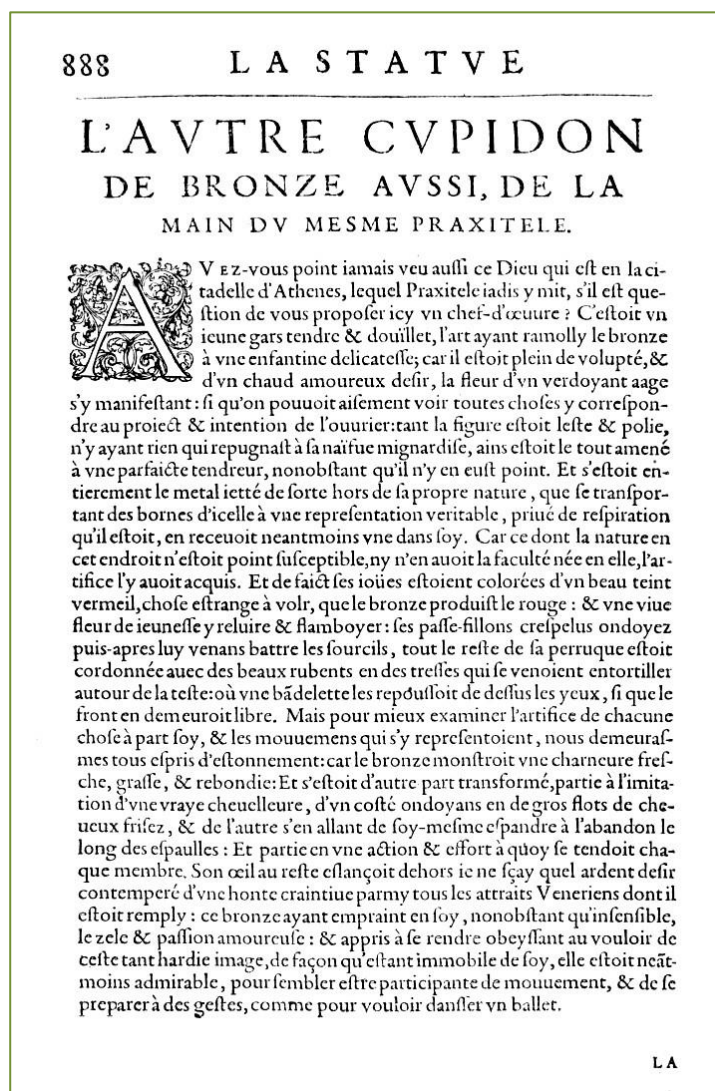 888 LA STATVE
L'AVTRE CVPIDON
DE BRONZE AVSSI, DE LA
MAIN DV MESME PRAXITELE.
AVEZ-vous point iamais veu auſſi ce Dieu qui eſt en la ci-
tadelle d'Athenes, lequel Praxitele iadis y mit, s'il eſt que-
ſtion de vous propoſer icy vn chef-d'œuure ? C'eſtoit vn
ieune gars tendre & doüillet, l'art ayant ramolly le bronze
à vne enfantine delicateſſe; car il eſtoit plein de volupté, &
d'vn chaud amoureux deſir, la fleur d'vn verdoyant aage
s'y manifeſtant : ſi qu'on pouuoit aiſement voir toutes choſes y correſpon-
dre au proiect & intention de l'ouurier: tant la figure eſtoit leſte & polie,
n'y ayant rien qui repugnaſt à ſa naïfue mignardiſe, ains eſtoit le tout amené
à vne parfaicte tendreur, nonobſtant qu'il n'y en euſt point. Et s'eſtoit en-
tierement le metal ietté de ſorte hors de ſa propre nature, que ſe tranſpor-
tant des bornes d'icelle à vne repreſentation veritable, priué de reſpiration
qu'il eſtoit, en receuoit neantmoins vne dans ſoy. Car ce dont la nature en
cet endroit n'eſtoit point ſuſceptible, ny n'en auoit la faculté née en elle, l'ar-
tifice l'y auoit acquis. Et de faict ſes ioües eſtoient colorées d'vn beau teint
vermeil, choſe eſtrange à voIr, que le bronze produiſt le rouge : & vne viue
fleur de ieuneſſe y reluire & flamboyer: ſes paſſe-fillons creſpelus ondoyez
puis-apres luy venans battre les ſourcils, tout le reſte de ſa perruque eſtoit
cordonnée auec des beaux rubents en des treſſes qui ſe venoient entortiller
autour de la teſte: où vne bãdelette les repouſſoit de deſſus les yeux, ſi que le
front en demeuroit libre. Mais pour mieux examiner l'artifice de chacune
choſe à part ſoy, & les mouuemens qui s'y repreſentoient, nous demeuraſ-
mes tous eſpris d'eſtonnement: car le bronze monſtroit vne charneure freſ-
che, graſſe, & rebondie: Et s'eſtoit d'autre part transformé, partie à l'imita-
tion d'vne vraye cheuelleure, d'vn coſté ondoyans en de gros flots de che-
ueux friſez, & de l'autre s'en allant de ſoy-meſme eſpandre à l'abandon le
long des eſpaulles : Et partie en vne action & effort à quoy ſe tendoit cha-
que membre. Son œil au reſte eſlançoit dehors ie ne ſçay quel ardent deſir
contemperé d'vne honte craintiue parmy tous les attraits Veneriens dont il
eſtoit remply : ce bronze ayant empraint en ſoy, nonobſtant qu'inſenſible,
le zele & paſſion amoureuſe : & appris à ſe rendre obeyſſant au vouloir de
ceſte tant hardie image, de façon qu'eſtant immobile de ſoy, elle eſtoit neãt-
moins admirable, pour ſembler eſtre participante de mouuement, & de ſe
preparer à des geſtes, comme pour vouloir danſſer vn ballet.
LA